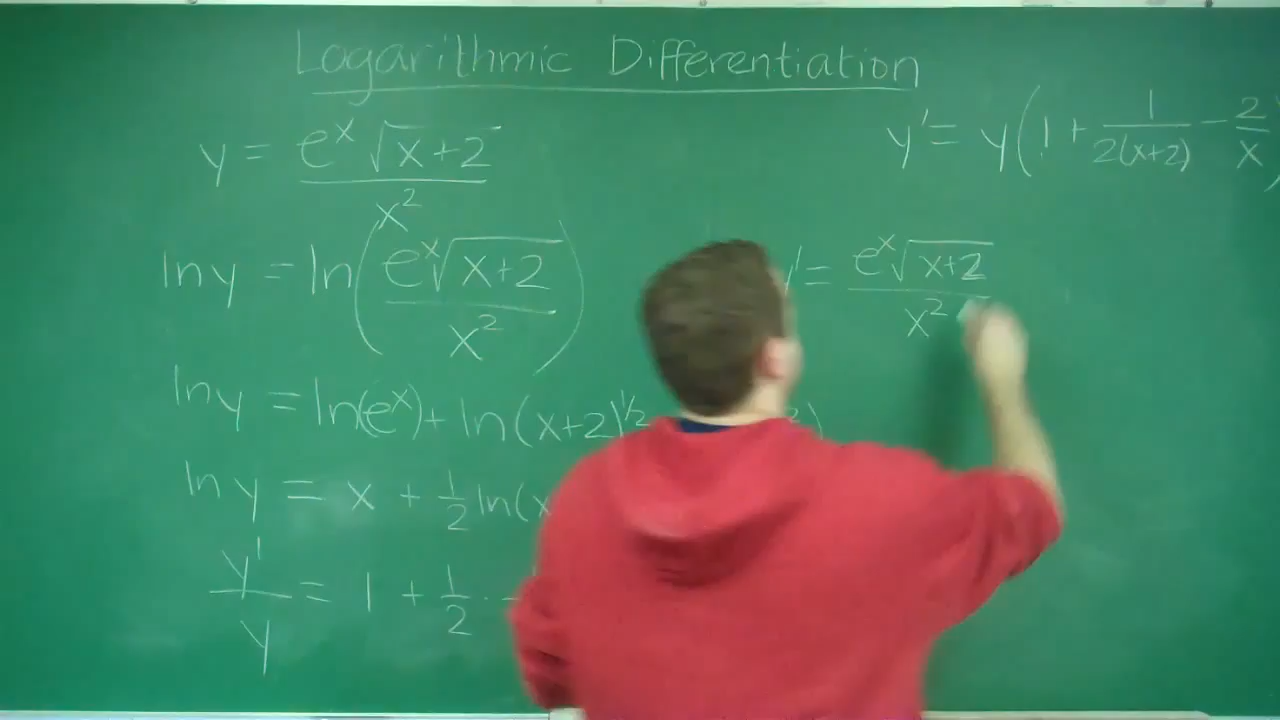 Logarithmic Differentiation
y = e^x √(x+2) / x^2
ln y = ln( e^x √(x+2) / x^2 )
ln y = ln(e^x) + ln(x+2)^1/2 2)
ln y = x + 1/2 ln(x
y' / y = 1 + 1/2 ·
y' = y( 1 + 1 / 2(x+2) − 2 / x )
y' = e^x √(x+2) / x^2